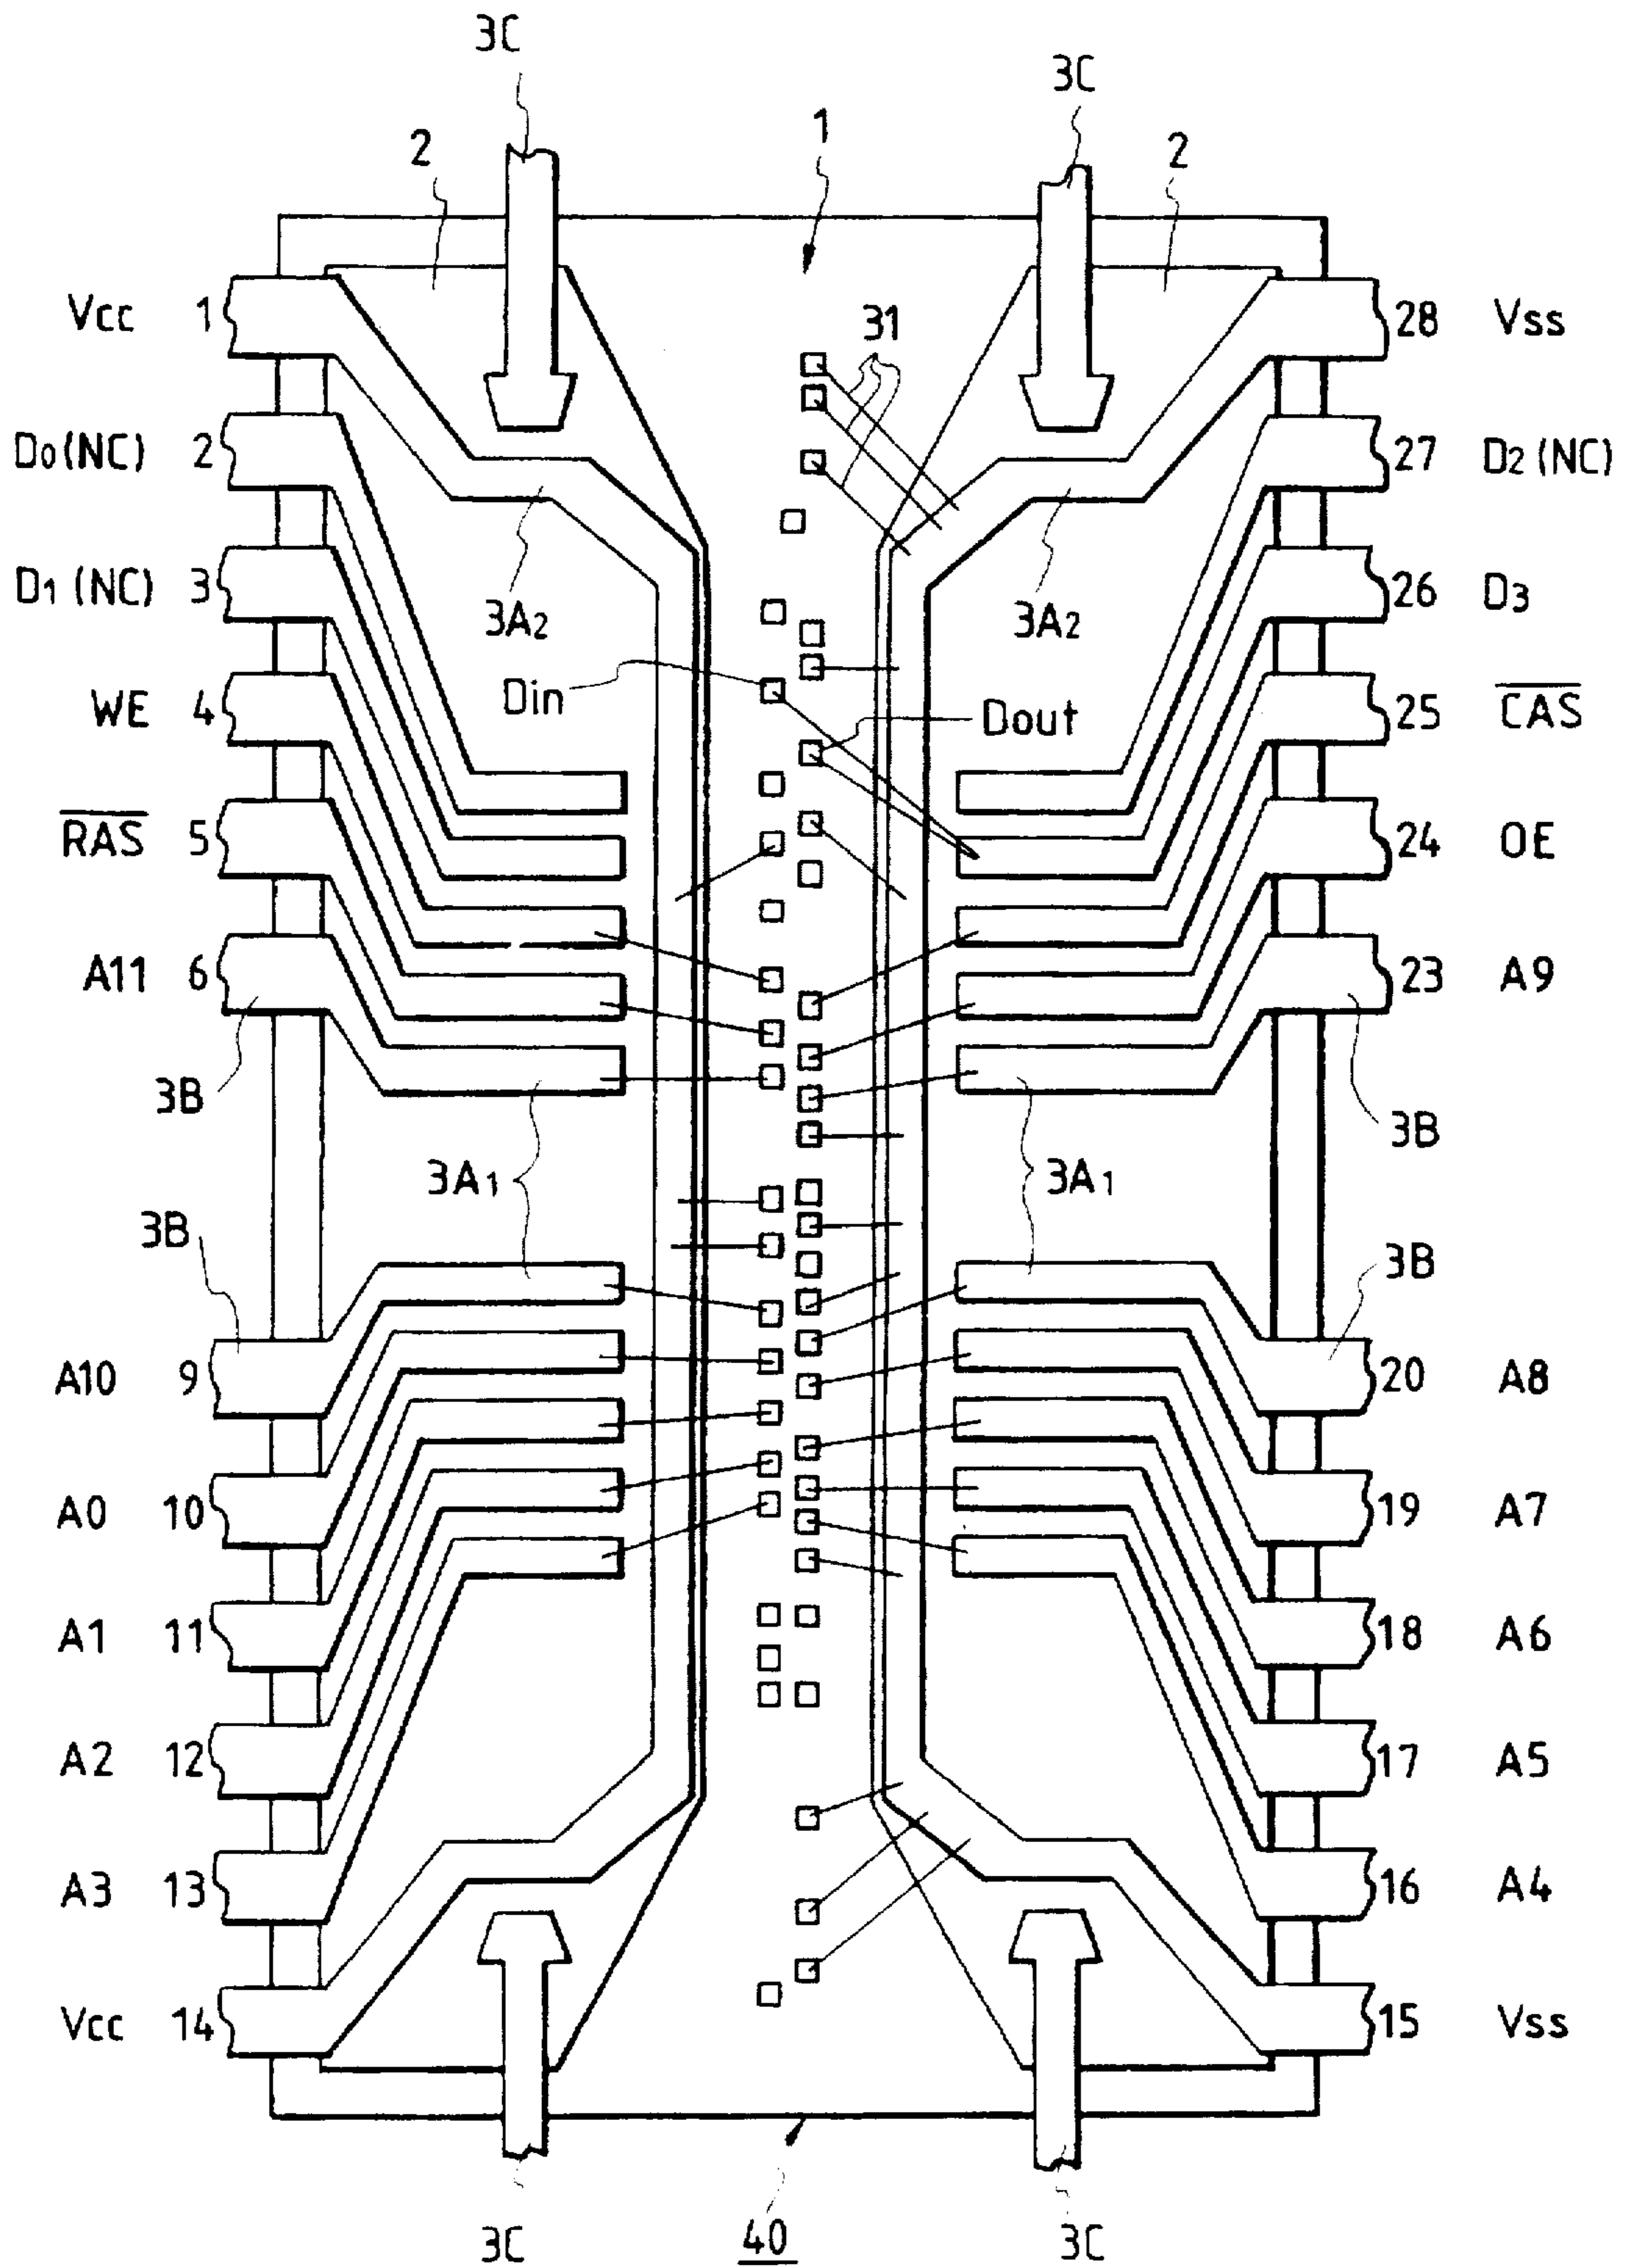 3C
3C
2
1
2
31
Vcc 1
28 Vss
D0(NC) 2
27 D2(NC)
D1(NC) 3
26 D3
3A2
3A2
Din
Dout
WE 4
25 C̅A̅S̅
R̅A̅S̅ 5
24 OE
A11 6
23 A9
3B
3B
3A1
3A1
3B
3B
A10 9
20 A8
A0 10
19 A7
A1 11
18 A6
A2 12
17 A5
A3 13
16 A4
Vcc 14
15 Vss
3C
40
3C